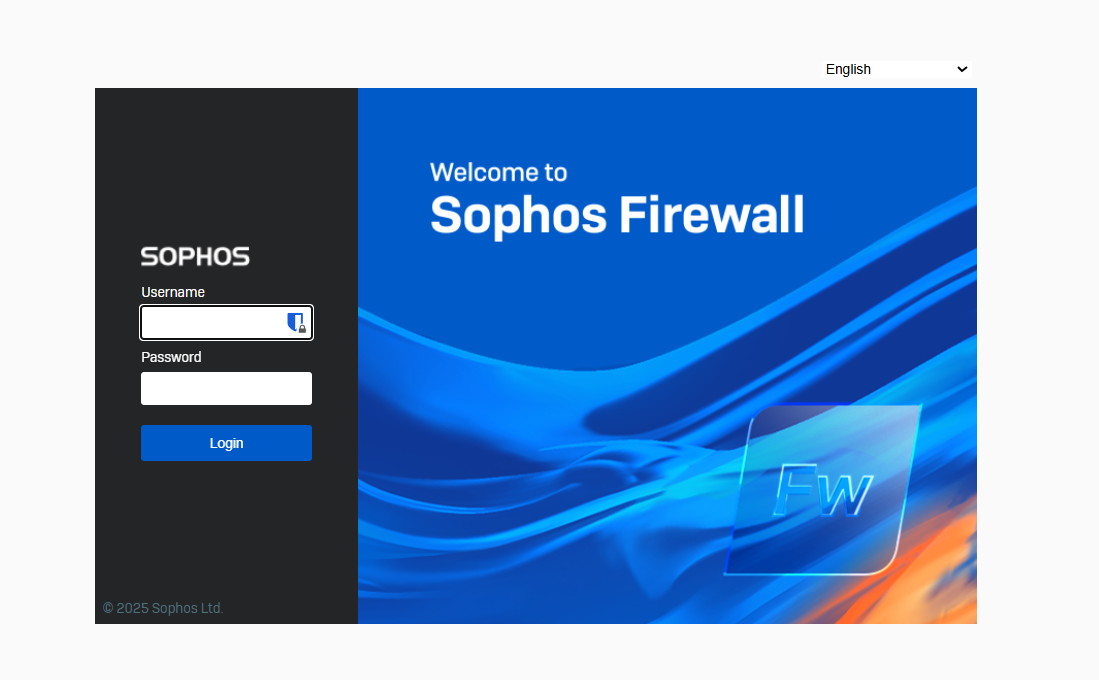 English
Welcome to
Sophos Firewall
SOPHOS
Username
Password
Login
Fw
© 2025 Sophos Ltd.